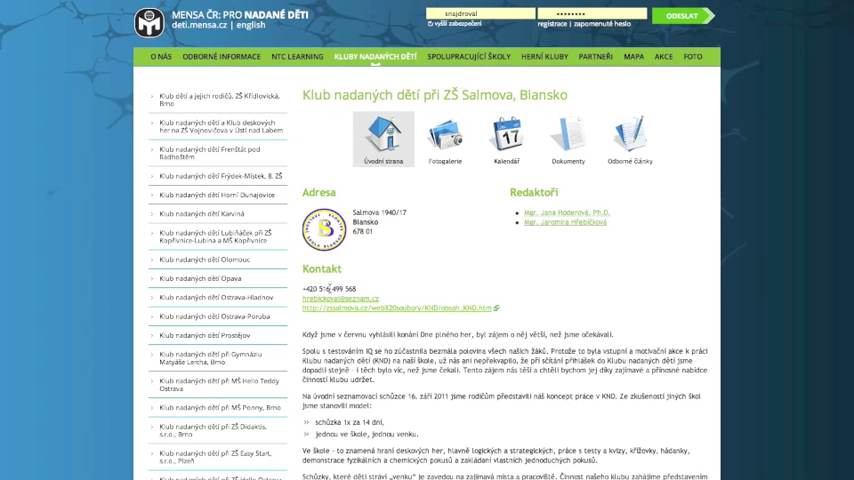 MENSA ČR: PRO NADANÉ DĚTI
deti.mensa.cz | english
snajdroval
vyšší zabezpečení
registrace | zapomenuté heslo
ODESLAT
O NÁS
ODBORNÉ INFORMACE
NTC LEARNING
KLUBY NADANÝCH DĚTÍ
SPOLUPRACUJÍCÍ ŠKOLY
HERNÍ KLUBY
PARTNEŘI
MAPA
AKCE
FOTO
Klub dětí a jejich rodičů, ZŠ Křídlovická,
Brno
Klub nadaných dětí a Klub deskových
her na ZŠ Vojnovičova v Ústí nad Labem
Klub nadaných dětí Frenštát pod
Radhoštěm
Klub nadaných dětí Frýdek-Místek, 8. ZŠ
Klub nadaných dětí Horní Dunajovice
Klub nadaných dětí Karviná
Klub nadaných dětí Lubiňáček při ZŠ
Kopřivnice-Lubina a MŠ Kopřivnice
Klub nadaných dětí Olomouc
Klub nadaných dětí Opava
Klub nadaných dětí Ostrava-Hladnov
Klub nadaných dětí Ostrava-Poruba
Klub nadaných dětí Prostějov
Klub nadaných dětí při Gymnáziu
Matyáše Lercha, Brno
Klub nadaných dětí při MŠ Hello Teddy
Ostrava
Klub nadaných dětí při MŠ Pohny, Brno
Klub nadaných dětí při ZŠ Didaktis,
s.r.o., Brno
Klub nadaných dětí při ZŠ Easy Start,
s.r.o., Plzeň
Klub nadaných dětí při ZŠ Hello Ostrava
Klub nadaných dětí při ZŠ Salmova, Blansko
Úvodní strana
Fotogalerie
17
Kalendář
Dokumenty
Odborné články
Adresa
Salmova 1940/17
Blansko
678 01
Redaktoři
Mgr. Jana Hoderová, Ph.D.
Mgr. Jaromíra Hřebíčková
Kontakt
+420 516 499 568
hrebickova@seznam.cz
http://zssalmova.cz/web%20soubory/KND/obsah_KND.htm
Když jsme v červnu vyhlásili konání Dne plného her, byl zájem o něj větší, než jsme očekávali.
Spolu s testováním IQ se ho zúčastnila bezmála polovina všech našich žáků. Protože to byla vstupní a motivační akce k práci
Klubu nadaných dětí (KND) na naší škole, už nás ani nepřekvapilo, že při sčítání přihlášek do Klubu nadaných dětí jsme
dopadli stejně – i těch bylo víc, než jsme čekali. Tento zájem nás těší a chtěli bychom jej díky zajímavé a přínosné nabídce
činností klubu udržet.
Na úvodní seznamovací schůzce 16. září 2011 jsme rodičům představili náš koncept práce v KND. Ze zkušeností jiných škol
jsme stanovili model:
schůzka 1x za 14 dní,
jednou ve škole, jednou venku.
Ve škole – to znamená hraní deskových her, hlavně logických a strategických, práce s testy a kvízy, křížovky, hádanky,
demonstrace fyzikálních a chemických pokusů a zakládání vlastních jednoduchých pokusů.
Schůzky, které děti stráví „venku“ je zavedou na zajímavá místa a pracoviště. Činnost našeho klubu zahájíme představením